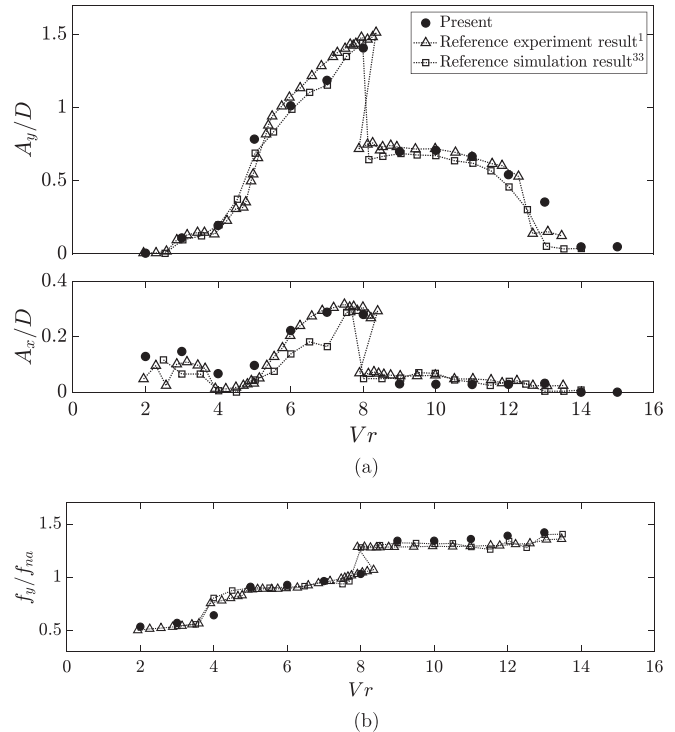 1.5
1
0.5
0
A_y/D
Present
Reference experiment result¹
Reference simulation result³³
0.4
0.2
0
A_x/D
0 2 4 6 8 10 12 14 16
Vr
(a)
1.5
1
0.5
f_y/f_na
0 2 4 6 8 10 12 14 16
Vr
(b)